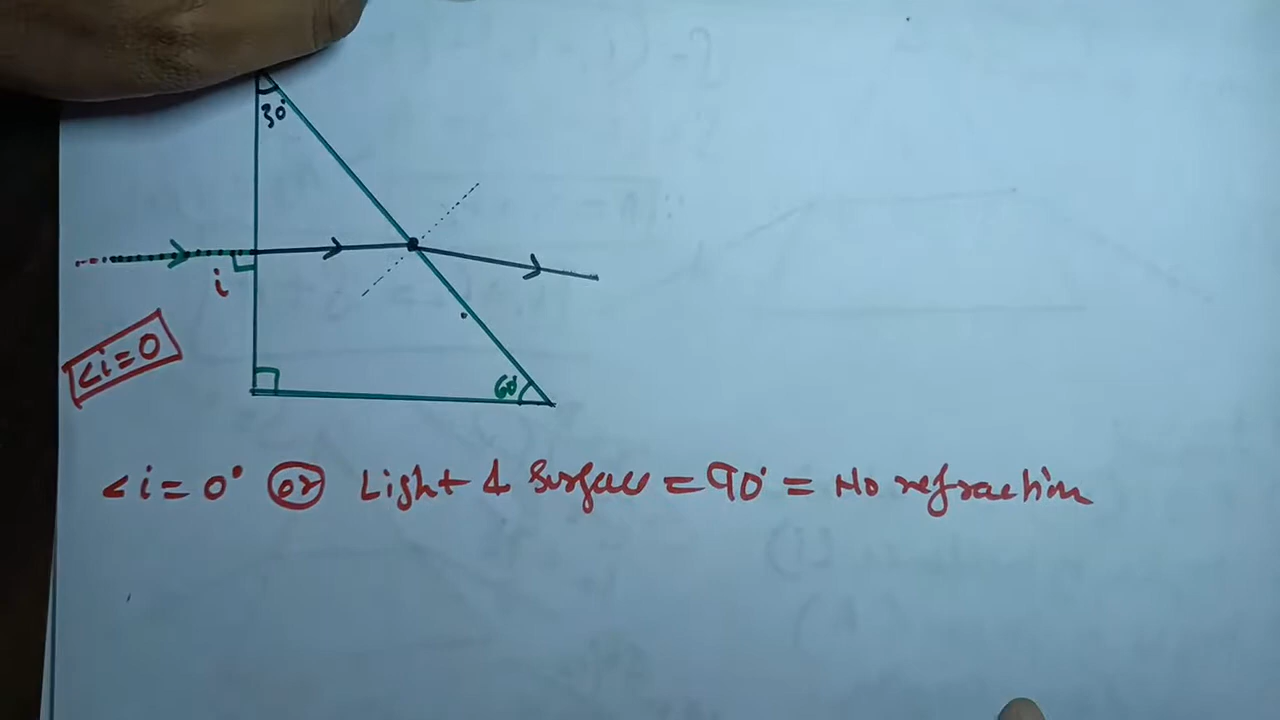 30°
i
<i=0
60°
<i=0° or Light & Surface = 90° = No refraction